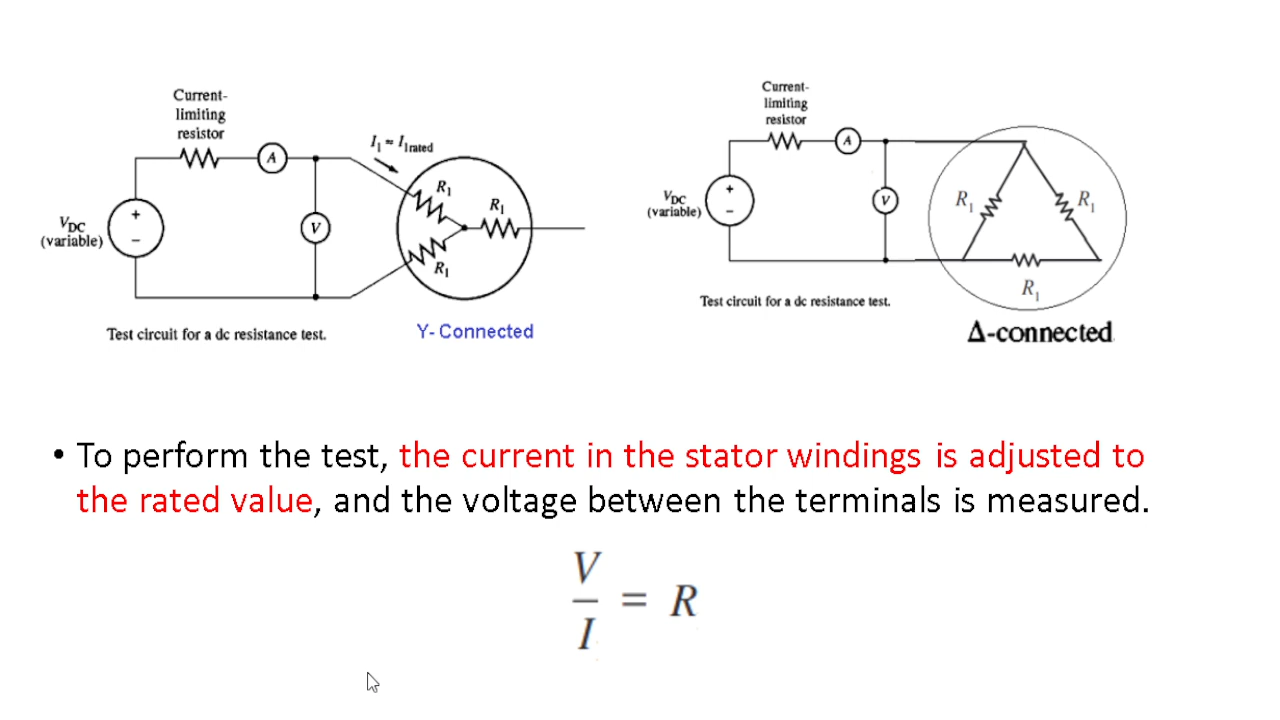 Current-
limiting
resistor
A
I₁ ≈ I₁rated
R₁
R₁
R₁
V
+
−
VDC
(variable)
Test circuit for a dc resistance test.
Y- Connected
Current-
limiting
resistor
A
V
+
−
VDC
(variable)
R₁
R₁
R₁
Test circuit for a dc resistance test.
Δ-connected
• To perform the test, the current in the stator windings is adjusted to
the rated value, and the voltage between the terminals is measured.
V/I = R